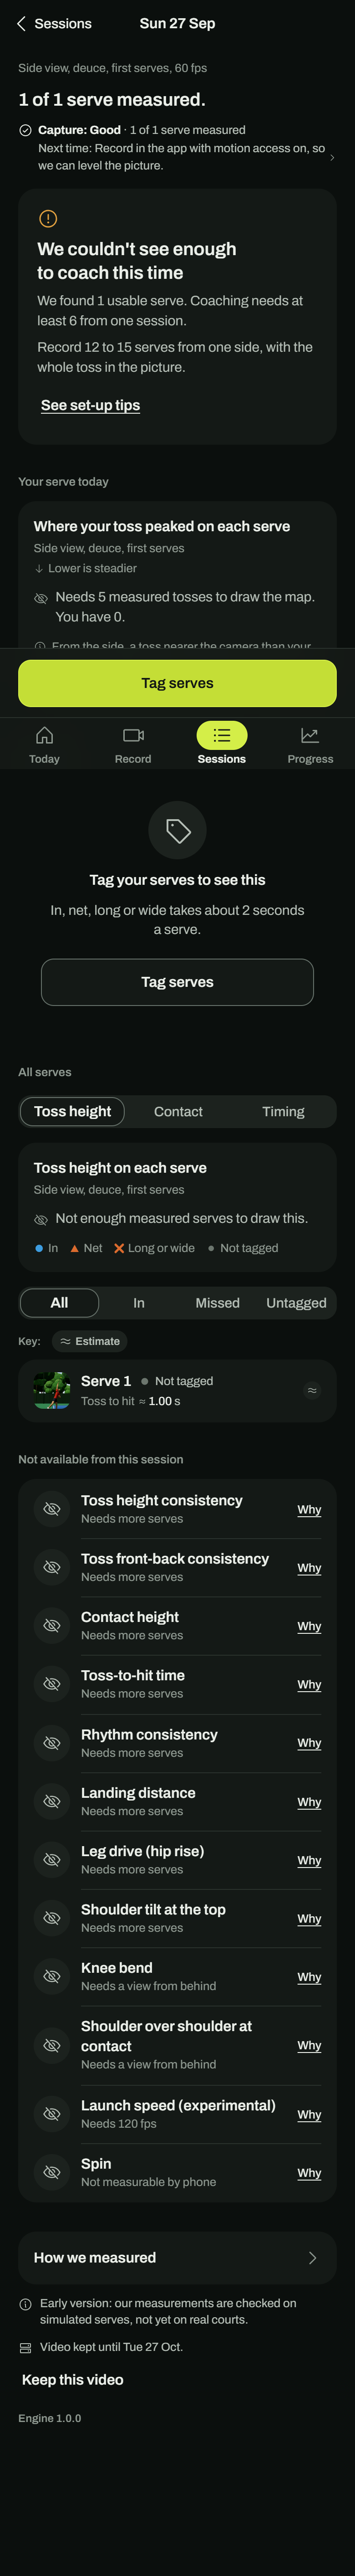 Sessions
Sun 27 Sep
Side view, deuce, first serves, 60 fps
1 of 1 serve measured.
Capture: Good · 1 of 1 serve measured
Next time: Record in the app with motion access on, so
we can level the picture.
We couldn't see enough
to coach this time
We found 1 usable serve. Coaching needs at
least 6 from one session.
Record 12 to 15 serves from one side, with the
whole toss in the picture.
See set-up tips
Your serve today
Where your toss peaked on each serve
Side view, deuce, first serves
↓ Lower is steadier
Needs 5 measured tosses to draw the map.
You have 0.
From the side, a toss nearer the camera than your
Tag serves
Today
Record
Sessions
Progress
Tag your serves to see this
In, net, long or wide takes about 2 seconds
a serve.
Tag serves
All serves
Toss height
Contact
Timing
Toss height on each serve
Side view, deuce, first serves
Not enough measured serves to draw this.
In
Net
Long or wide
Not tagged
All
In
Missed
Untagged
Key:
≈ Estimate
Serve 1
Not tagged
Toss to hit ≈ 1.00 s
≈
Not available from this session
Toss height consistency
Needs more serves
Why
Toss front-back consistency
Needs more serves
Why
Contact height
Needs more serves
Why
Toss-to-hit time
Needs more serves
Why
Rhythm consistency
Needs more serves
Why
Landing distance
Needs more serves
Why
Leg drive (hip rise)
Needs more serves
Why
Shoulder tilt at the top
Needs more serves
Why
Knee bend
Needs a view from behind
Why
Shoulder over shoulder at
contact
Needs a view from behind
Why
Launch speed (experimental)
Needs 120 fps
Why
Spin
Not measurable by phone
Why
How we measured
Early version: our measurements are checked on
simulated serves, not yet on real courts.
Video kept until Tue 27 Oct.
Keep this video
Engine 1.0.0